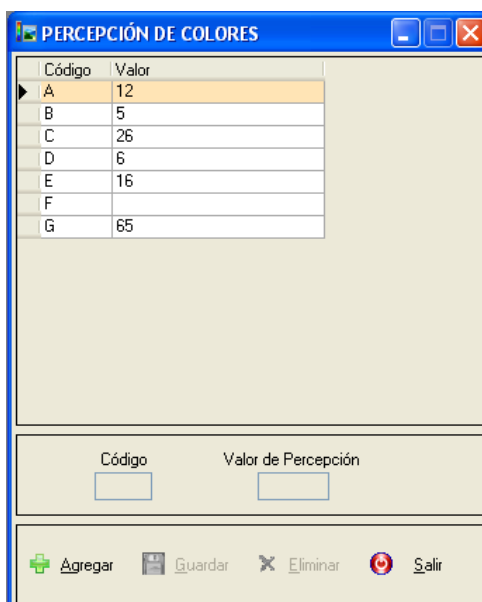 PERCEPCIÓN DE COLORES
Código Valor
A 12
B 5
C 26
D 6
E 16
F
G 65
Código Valor de Percepción
Agregar Guardar Eliminar Salir